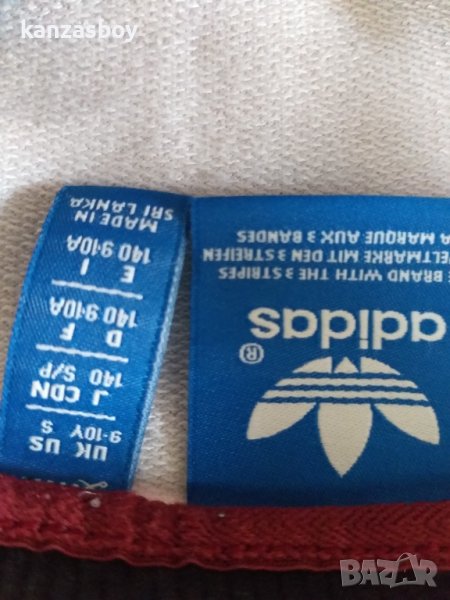 kanzasboy
adidas
BRAND WITH THE 3 STRIPES
ELTMARKE MIT DEN 3 STREIFEN
A MARQUE AUX 3 BANDES
UK US
9-10Y S
J CDN
140 S/P
D F
140 9-10A
E I
140 9-10A
MADE IN
SRI LANKA
BAZAR